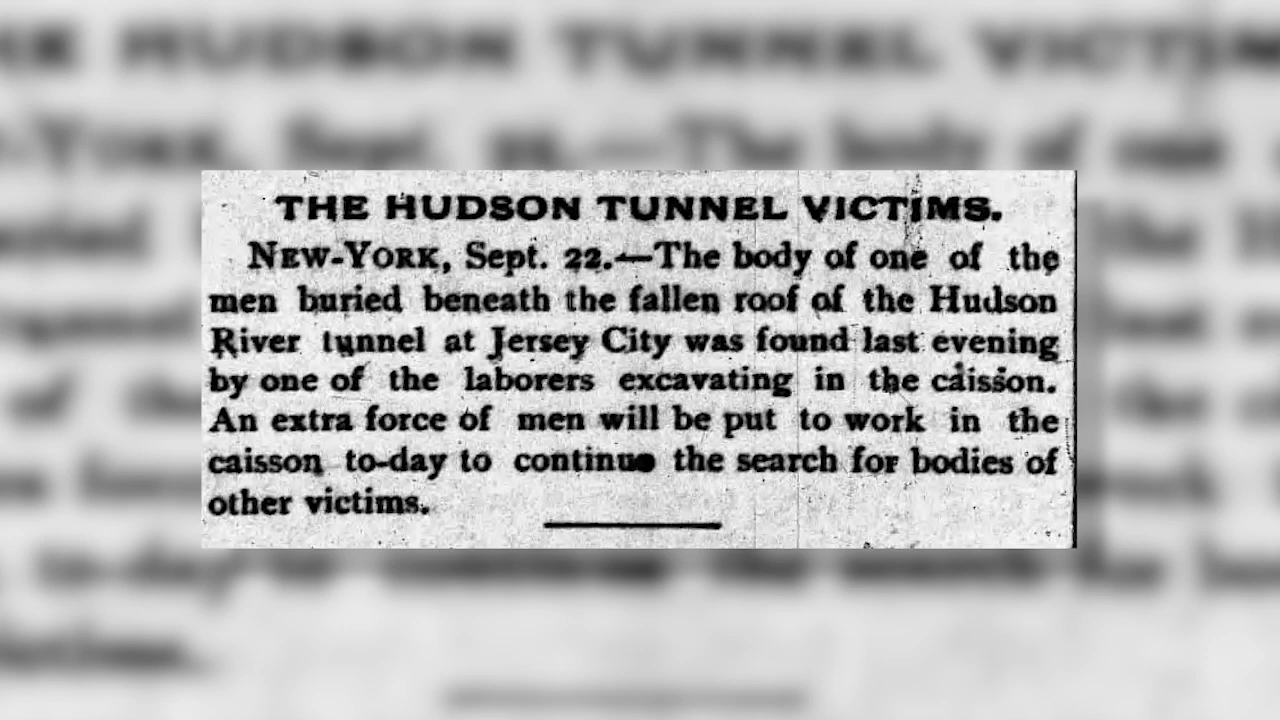 THE HUDSON TUNNEL VICTIMS.
NEW-YORK, Sept. 22.—The body of one of the
men buried beneath the fallen roof of the Hudson
River tunnel at Jersey City was found last evening
by one of the laborers excavating in the caisson.
An extra force of men will be put to work in the
caisson to-day to continue the search for bodies of
other victims.